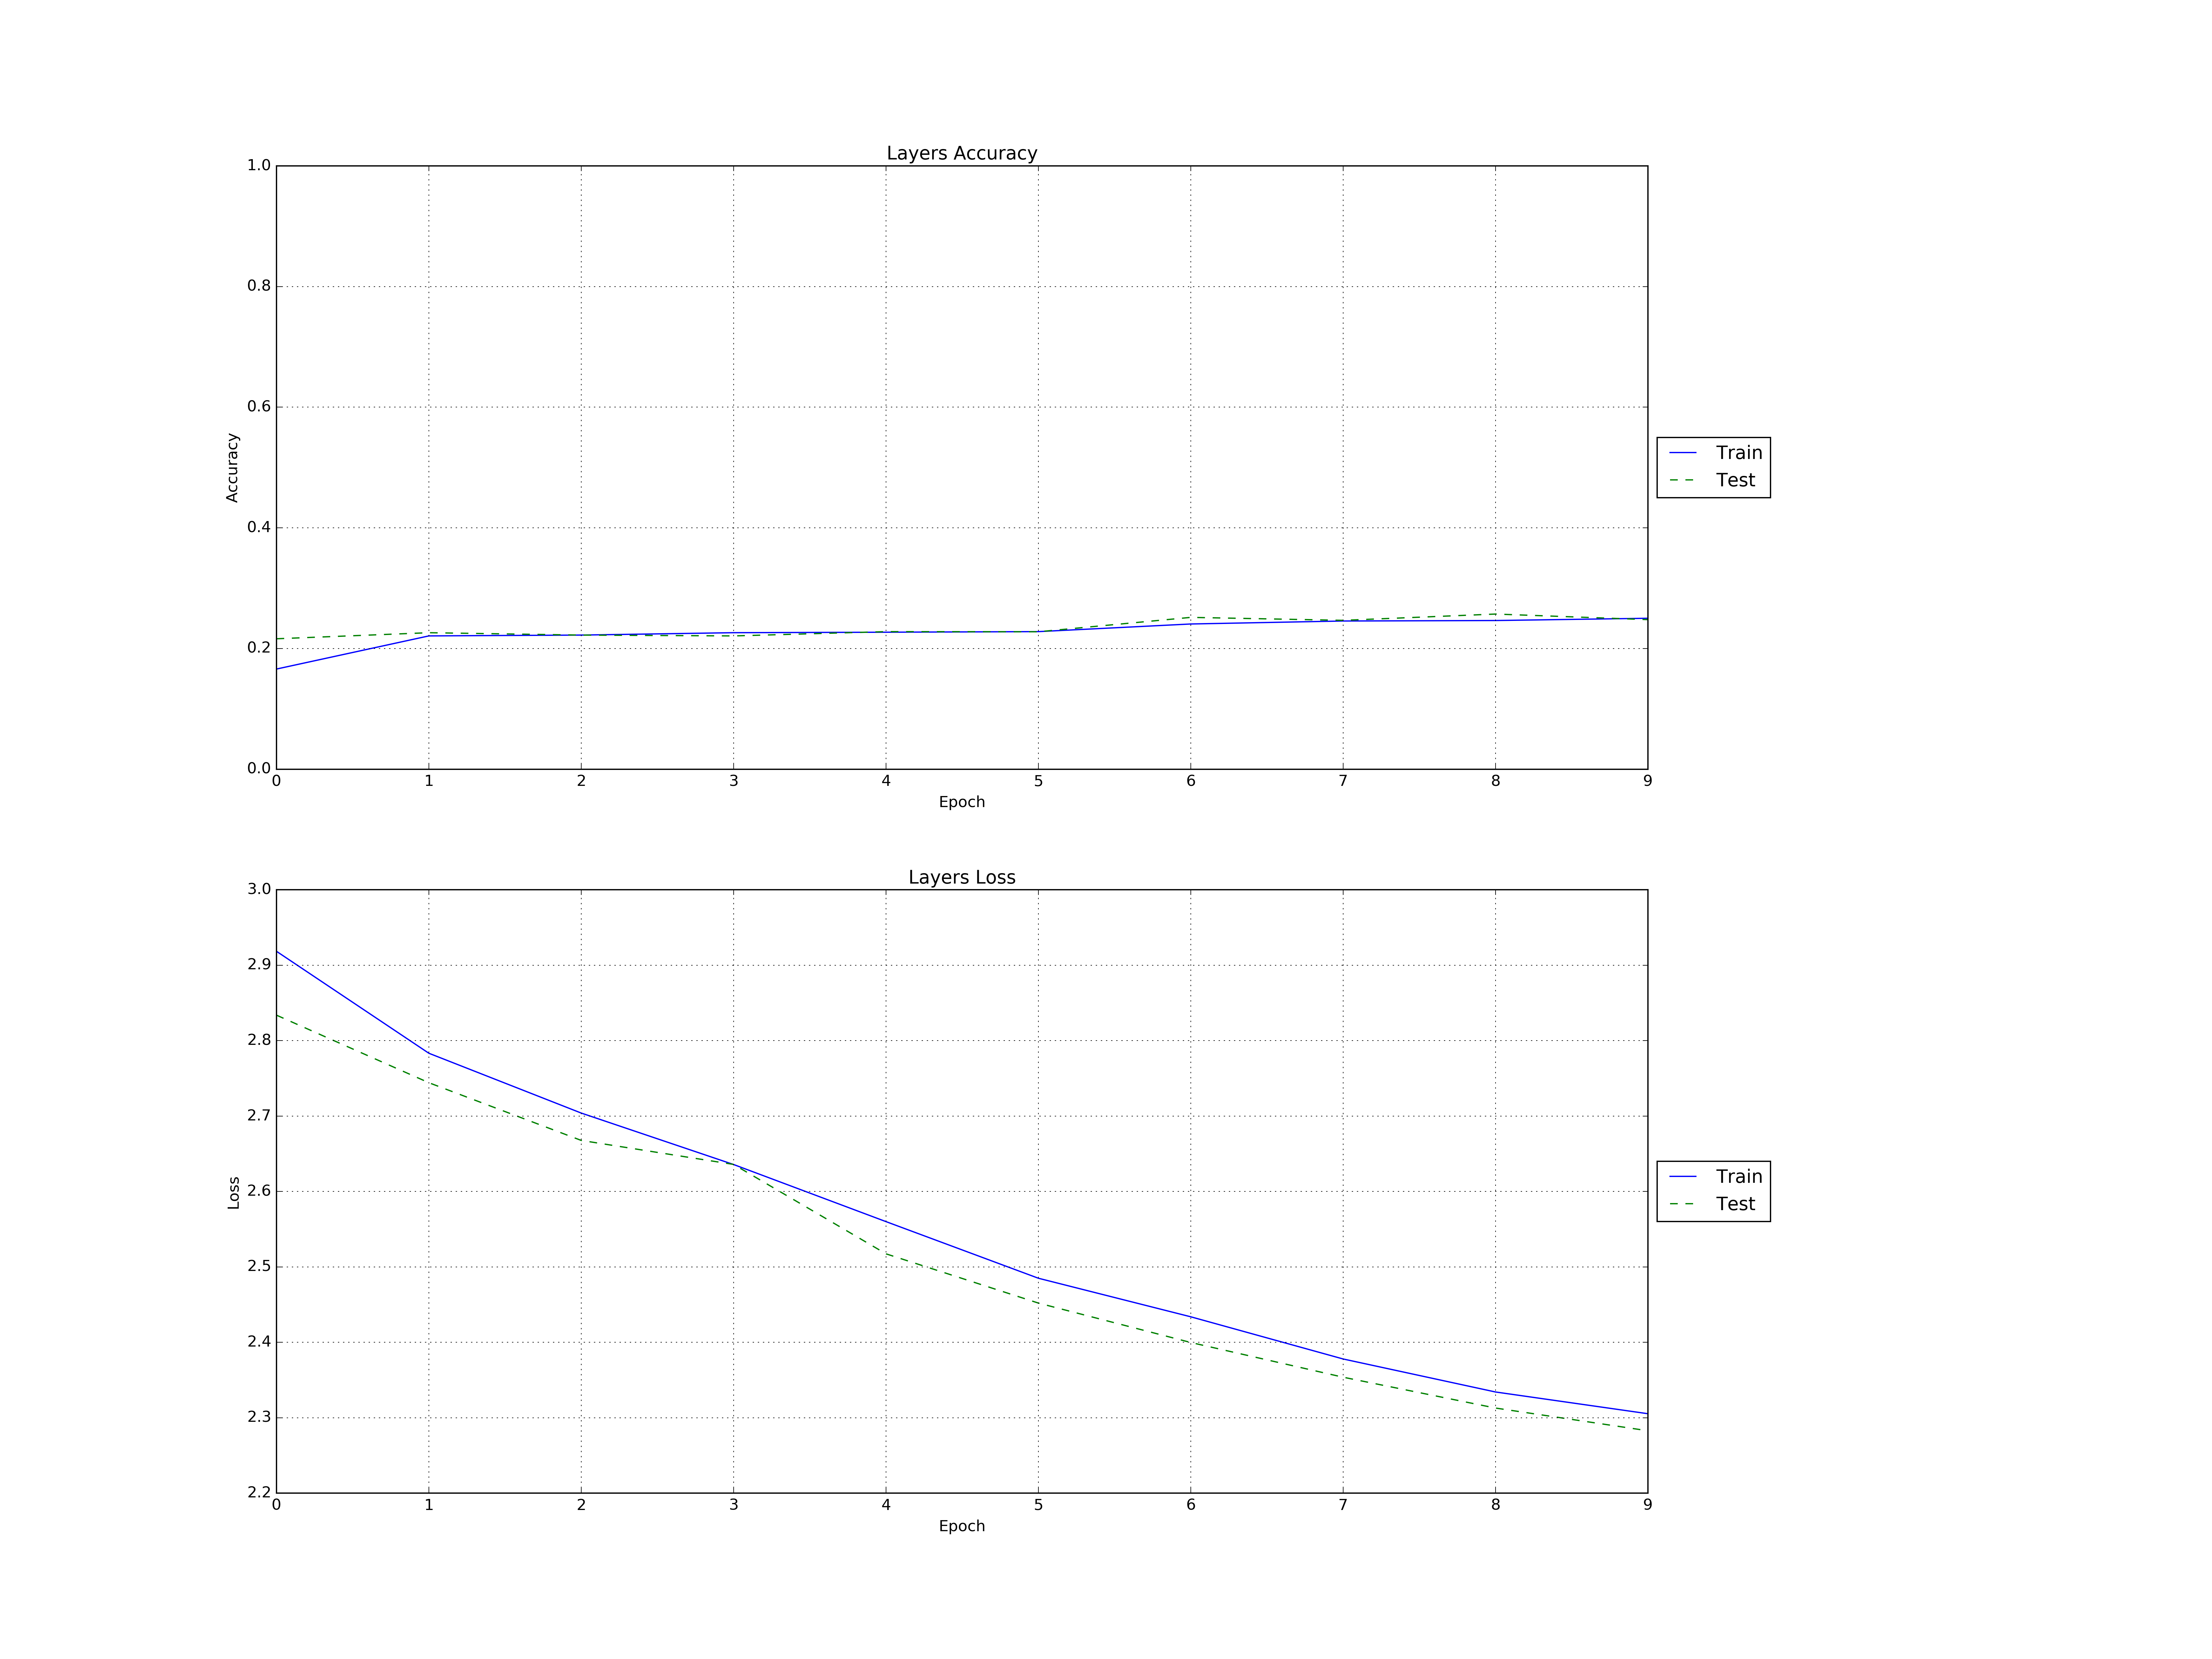 Layers Accuracy
1.0
0.8
0.6
0.4
0.2
0.0
Accuracy
0 1 2 3 4 5 6 7 8 9
Epoch
Train
Test
Layers Loss
3.0
2.9
2.8
2.7
2.6
2.5
2.4
2.3
2.2
Loss
0 1 2 3 4 5 6 7 8 9
Epoch
Train
Test